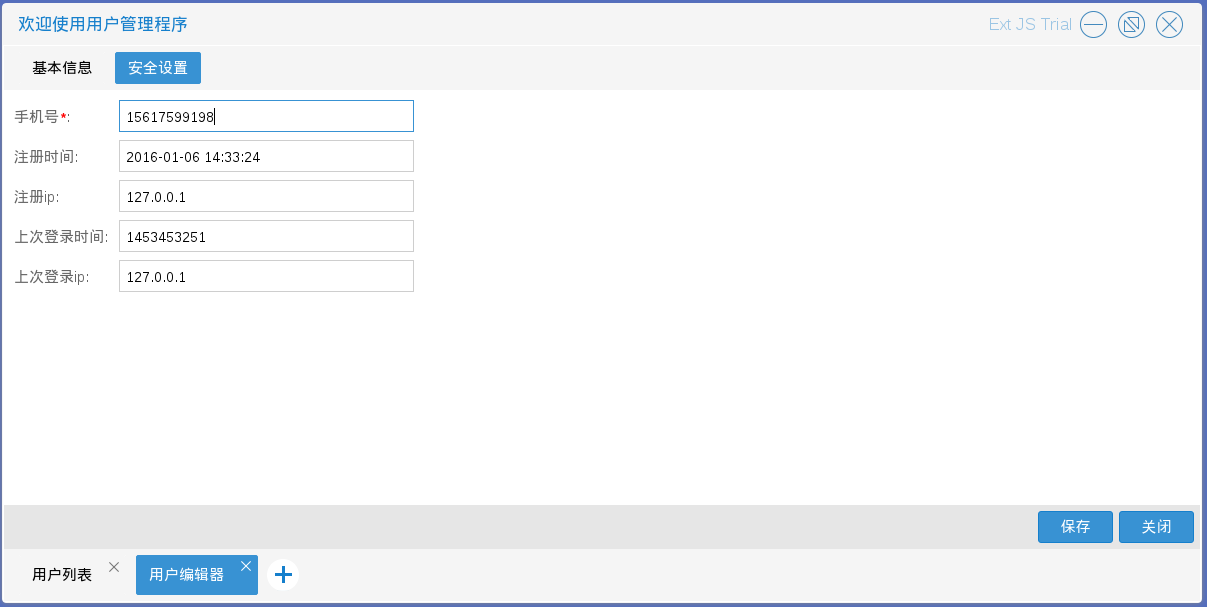 欢迎使用用户管理程序 Ext JS Trial
基本信息 安全设置
手机号*: 15617599198
注册时间: 2016-01-06 14:33:24
注册ip: 127.0.0.1
上次登录时间: 1453453251
上次登录ip: 127.0.0.1
保存 关闭
用户列表 用户编辑器